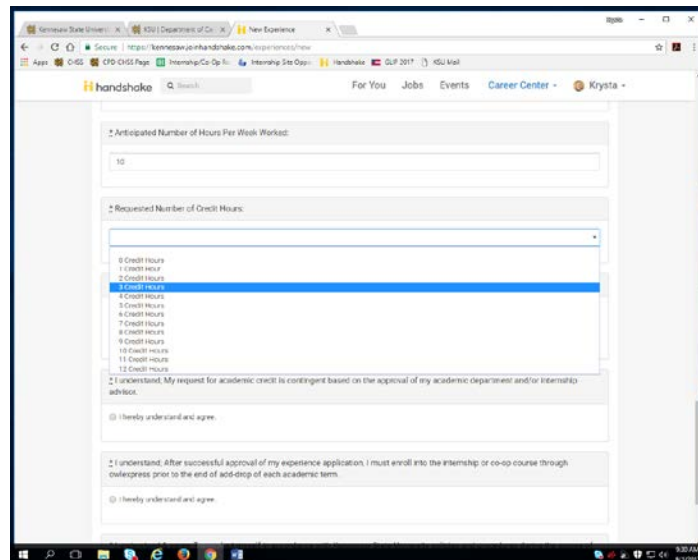 Kennesaw State Universi
KSU | Department of Co
New Experience
Secure | https://kennesaw.joinhandshake.com/experiences/new
Apps
CHSS
CPD-CHSS Page
Internship/Co-Op
Internship Site Oppo
Handshake
GLIP 2017
KSU Mail
handshake
Search
For You
Jobs
Events
Career Center
Krysta
* Anticipated Number of Hours Per Week Worked:
10
* Requested Number of Credit Hours:
0 Credit Hours
1 Credit Hour
2 Credit Hours
3 Credit Hours
4 Credit Hours
5 Credit Hours
6 Credit Hours
7 Credit Hours
8 Credit Hours
9 Credit Hours
10 Credit Hours
11 Credit Hours
12 Credit Hours
* I understand; My request for academic credit is contingent based on the approval of my academic department and/or internship
advisor.
I hereby understand and agree.
* I understand; After successful approval of my experience application, I must enroll into the internship or co-op course through
owlexpress prior to the end of add-drop of each academic term.
I hereby understand and agree.
9:30 AM